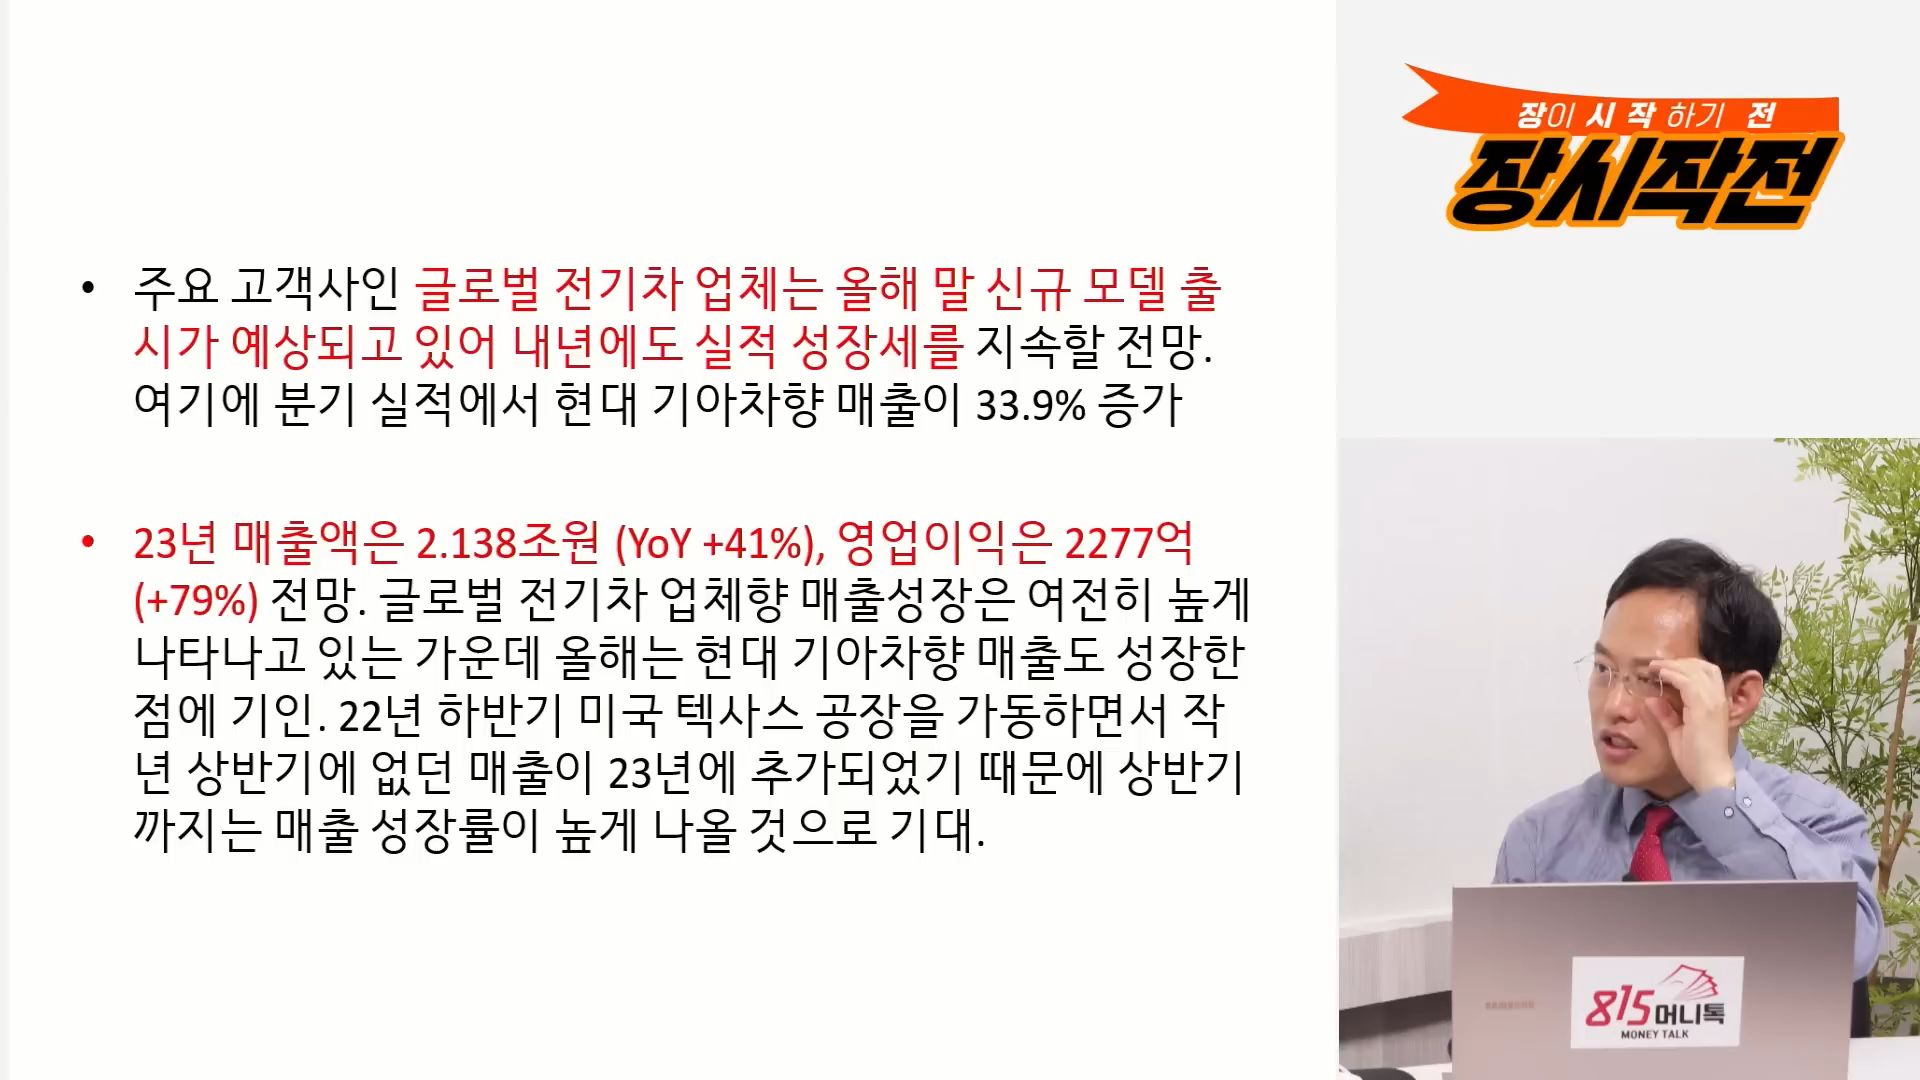 • 주요 고객사인 글로벌 전기차 업체는 올해 말 신규 모델 출
시가 예상되고 있어 내년에도 실적 성장세를 지속할 전망.
여기에 분기 실적에서 현대 기아차향 매출이 33.9% 증가
• 23년 매출액은 2.138조원 (YoY +41%), 영업이익은 2277억
(+79%) 전망. 글로벌 전기차 업체향 매출성장은 여전히 높게
나타나고 있는 가운데 올해는 현대 기아차향 매출도 성장한
점에 기인. 22년 하반기 미국 텍사스 공장을 가동하면서 작
년 상반기에 없던 매출이 23년에 추가되었기 때문에 상반기
까지는 매출 성장률이 높게 나올 것으로 기대.
장이 시작하기 전
장시작전
815머니톡
MONEY TALK